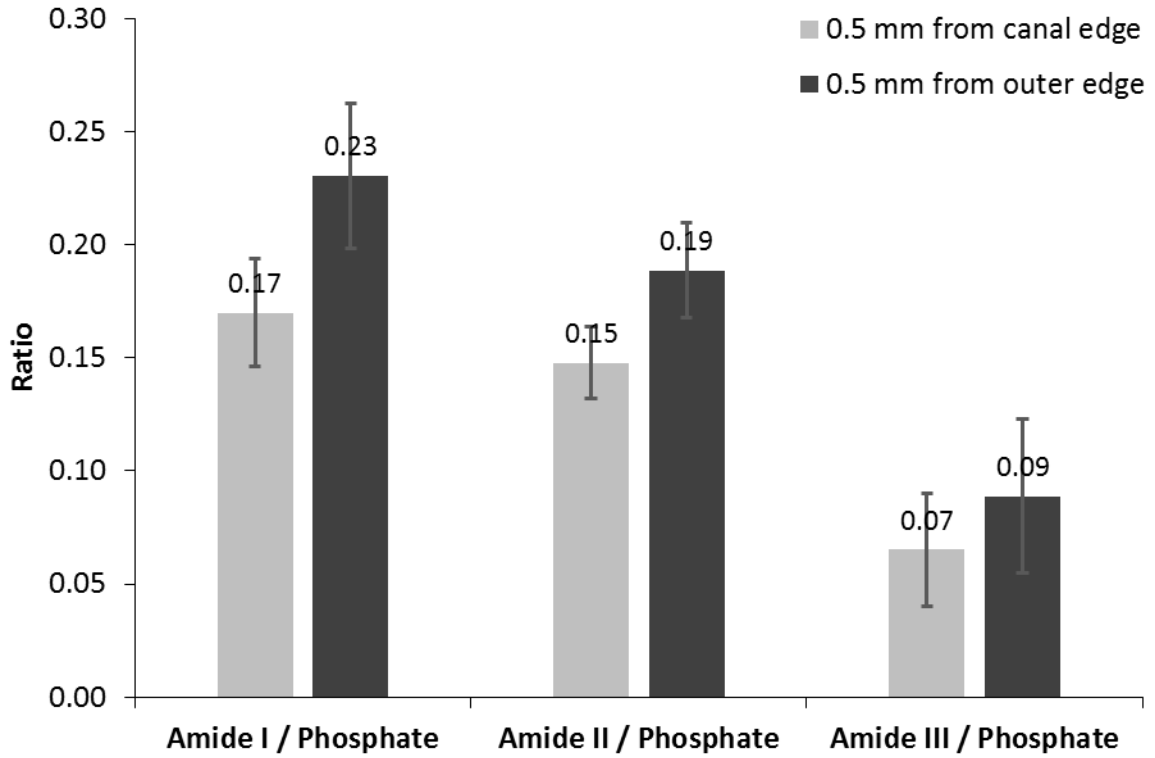 0.30
0.25
0.20
0.15
0.10
0.05
0.00
Ratio
0.5 mm from canal edge
0.5 mm from outer edge
0.17
0.23
0.15
0.19
0.07
0.09
Amide I / Phosphate
Amide II / Phosphate
Amide III / Phosphate